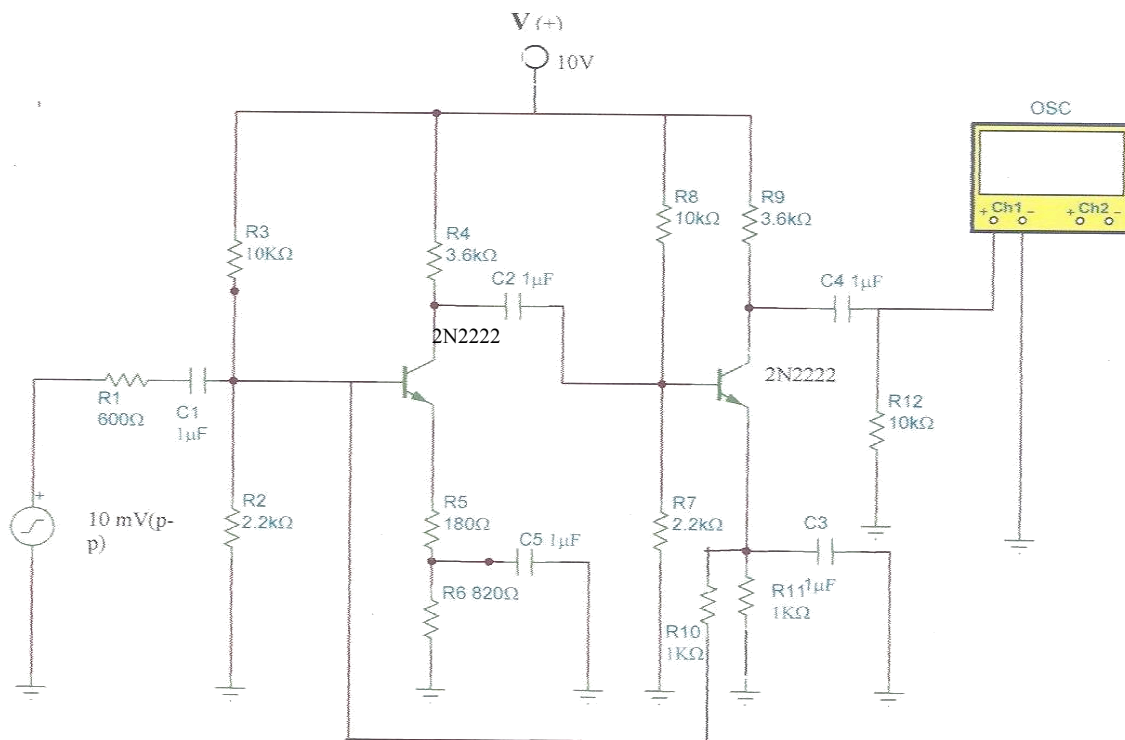 V (+)
10V
OSC
+ Ch1 -
+ Ch2 -
R3
10KΩ
R4
3.6kΩ
R8
10kΩ
R9
3.6kΩ
C2 1µF
C4 1µF
2N2222
2N2222
R1
600Ω
C1
1µF
R12
10kΩ
+
10 mV(p-
p)
R2
2.2kΩ
R5
180Ω
C5 1µF
R6 820Ω
R7
2.2kΩ
C3
1µF
R11
1KΩ
R10
1KΩ